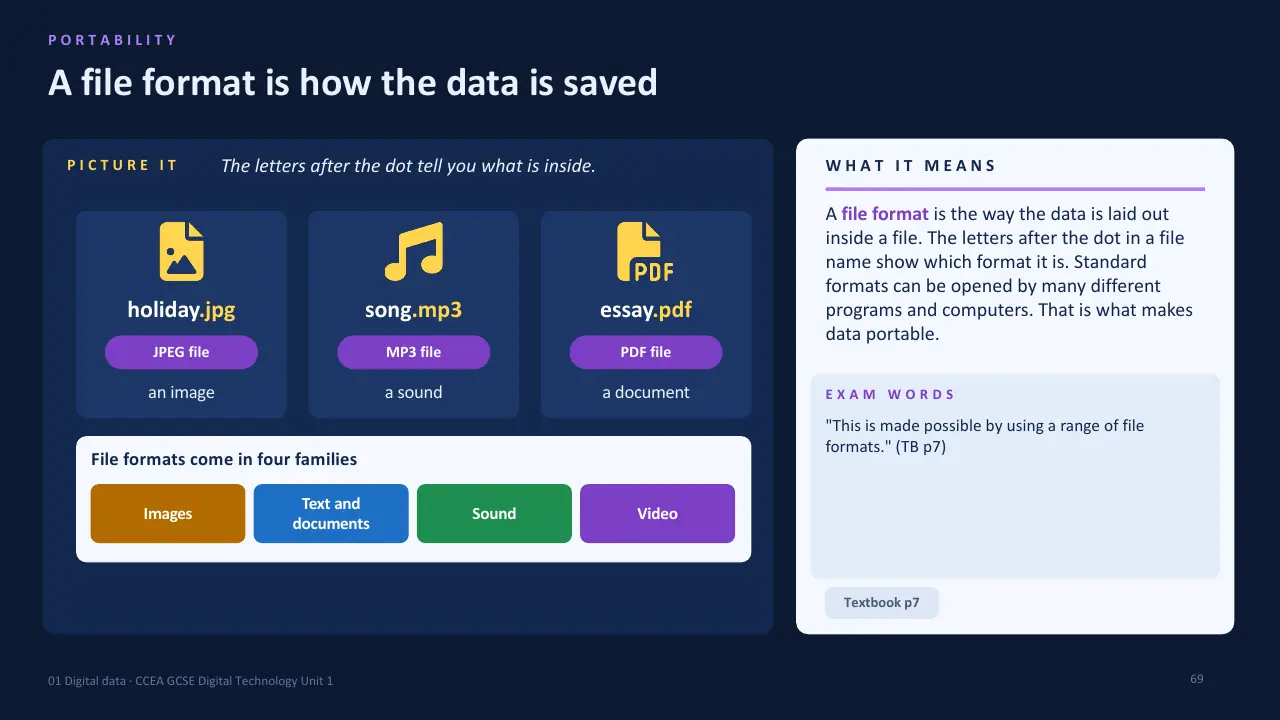 PORTABILITY
A file format is how the data is saved
PICTURE IT
The letters after the dot tell you what is inside.
PDF
holiday.jpg
song.mp3
essay.pdf
JPEG file
MP3 file
PDF file
an image
a sound
a document
File formats come in four families
Images
Text and
documents
Sound
Video
WHAT IT MEANS
A file format is the way the data is laid out
inside a file. The letters after the dot in a file
name show which format it is. Standard
formats can be opened by many different
programs and computers. That is what makes
data portable.
EXAM WORDS
"This is made possible by using a range of file
formats." (TB p7)
Textbook p7
01 Digital data · CCEA GCSE Digital Technology Unit 1
69